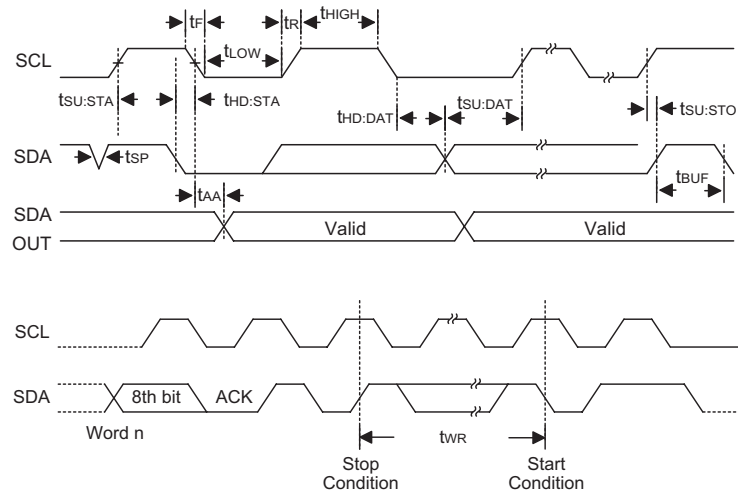 tF tR tHIGH
SCL tLOW
tSU:STA tHD:STA tHD:DAT tSU:DAT tSU:STO
SDA tSP tBUF
tAA
SDA
OUT Valid Valid
SCL
SDA 8th bit ACK
Word n tWR
Stop Start
Condition Condition